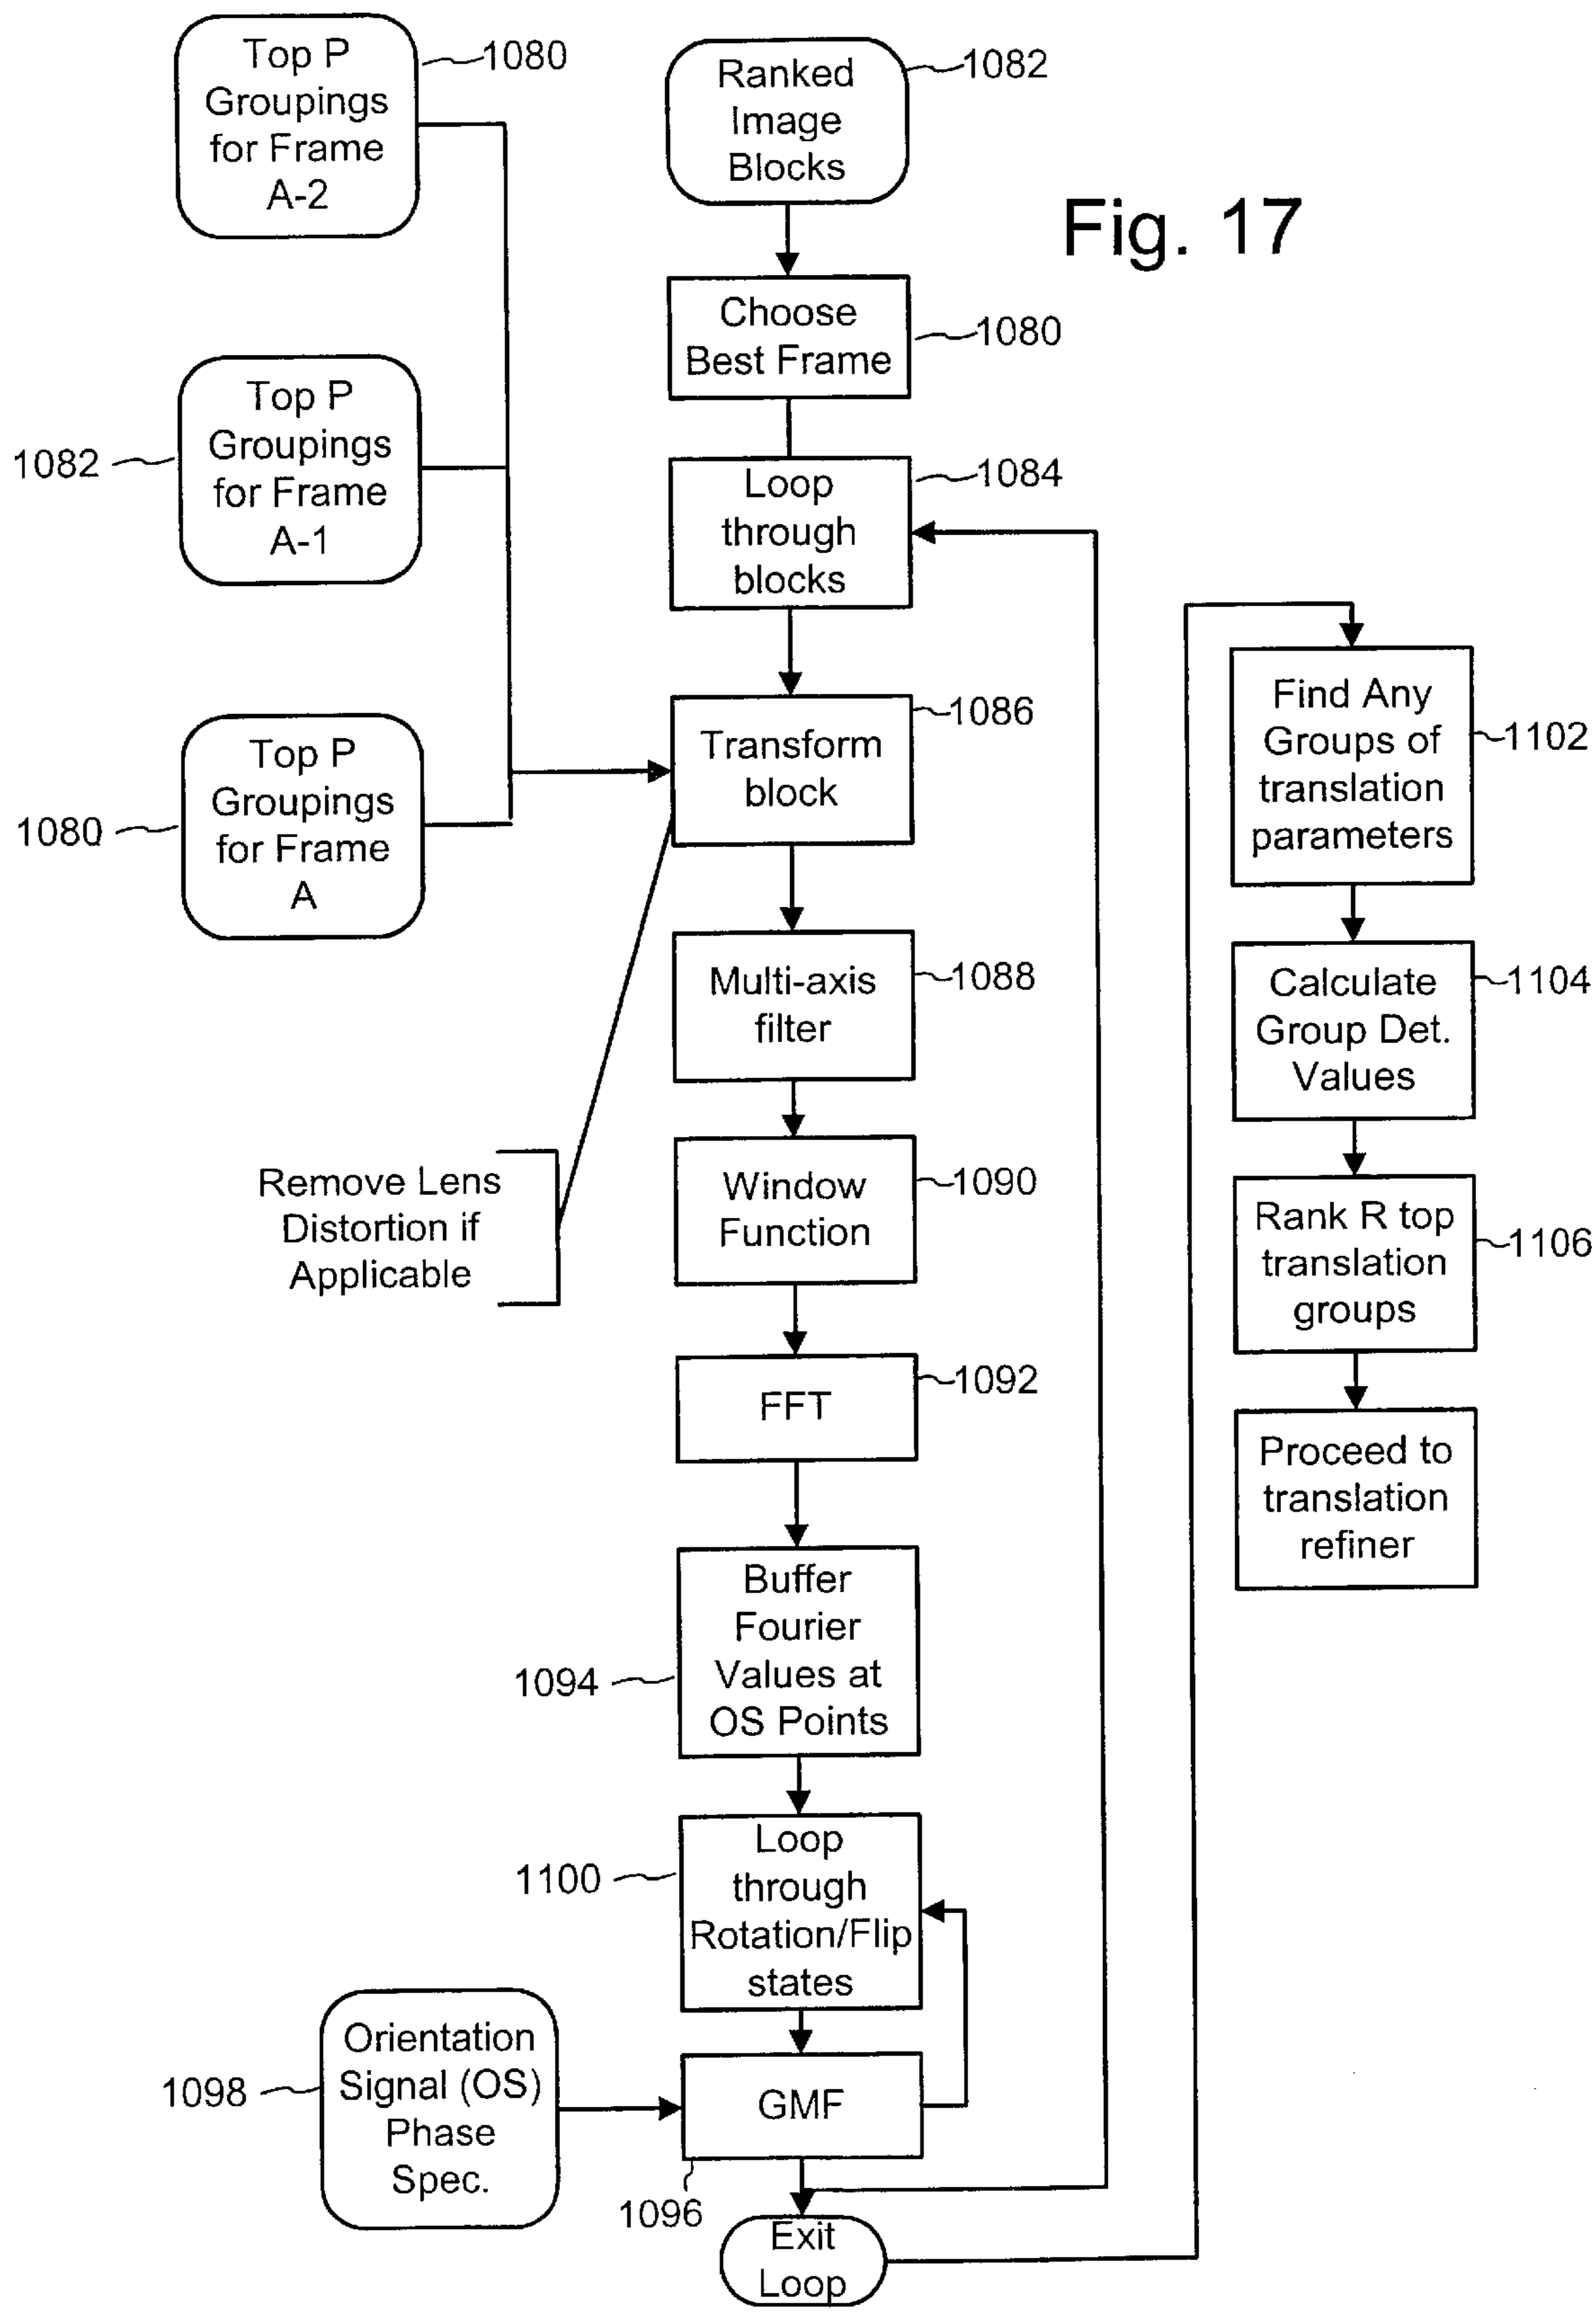 Top P
Groupings
for Frame
A-2
1080
Ranked
Image
Blocks
1082
Fig. 17
Choose
Best Frame
1080
Top P
Groupings
for Frame
A-1
1082
Loop
through
blocks
1084
Top P
Groupings
for Frame
A
1080
Transform
block
1086
Remove Lens
Distortion if
Applicable
Multi-axis
filter
1088
Window
Function
1090
FFT
1092
Buffer
Fourier
Values at
OS Points
1094
Loop
through
Rotation/Flip
states
1100
Orientation
Signal (OS)
Phase
Spec.
1098
GMF
1096
Exit
Loop
Find Any
Groups of
translation
parameters
1102
Calculate
Group Det.
Values
1104
Rank R top
translation
groups
1106
Proceed to
translation
refiner